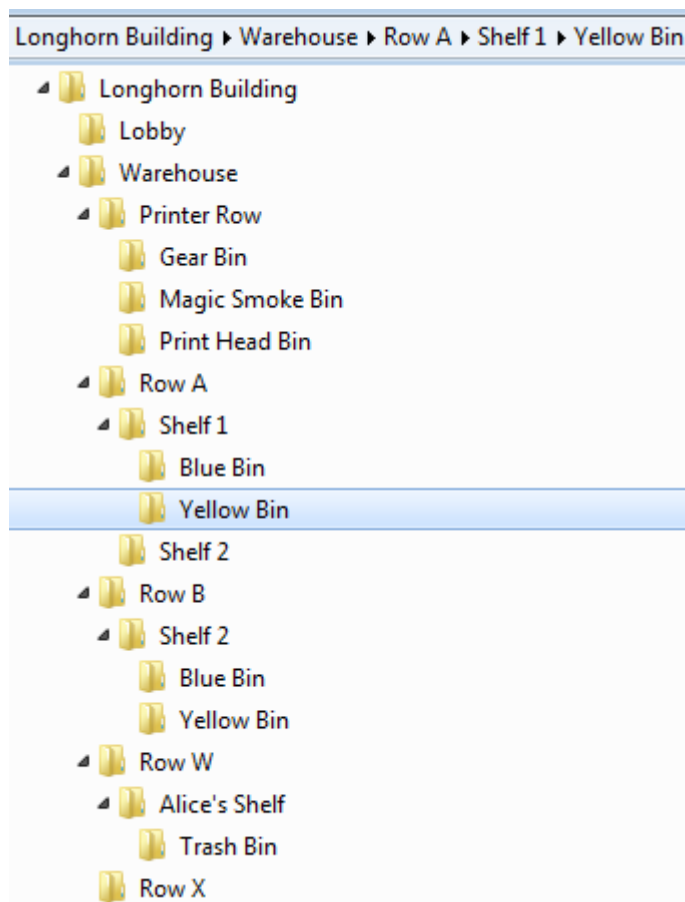 Longhorn Building ▸ Warehouse ▸ Row A ▸ Shelf 1 ▸ Yellow Bin
Longhorn Building
Lobby
Warehouse
Printer Row
Gear Bin
Magic Smoke Bin
Print Head Bin
Row A
Shelf 1
Blue Bin
Yellow Bin
Shelf 2
Row B
Shelf 2
Blue Bin
Yellow Bin
Row W
Alice's Shelf
Trash Bin
Row X